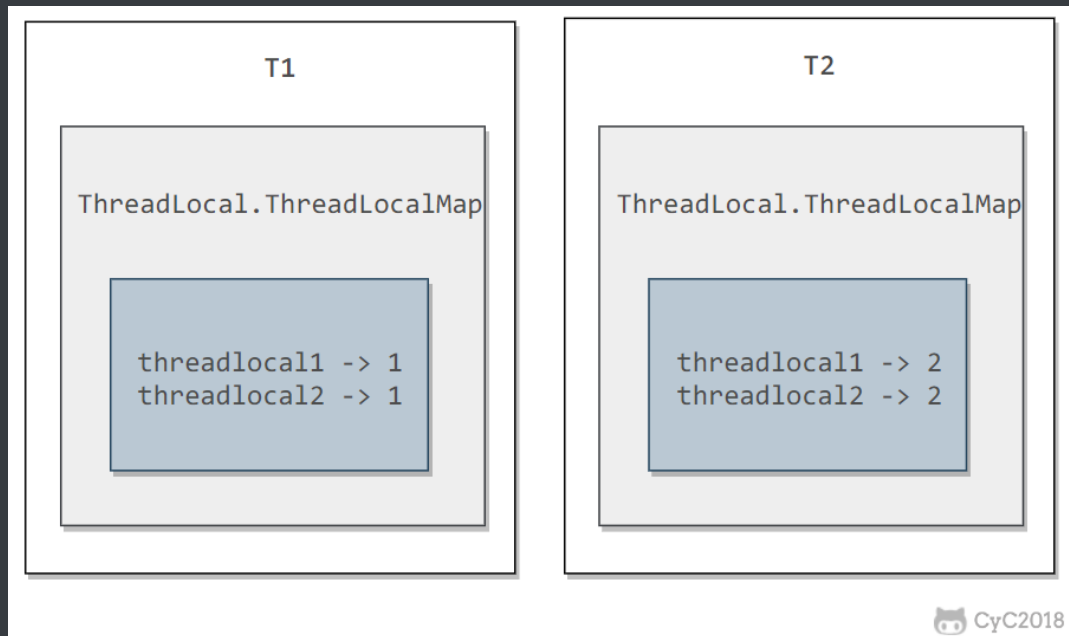 T1
ThreadLocal.ThreadLocalMap
threadlocal1 -> 1
threadlocal2 -> 1
T2
ThreadLocal.ThreadLocalMap
threadlocal1 -> 2
threadlocal2 -> 2
CyC2018